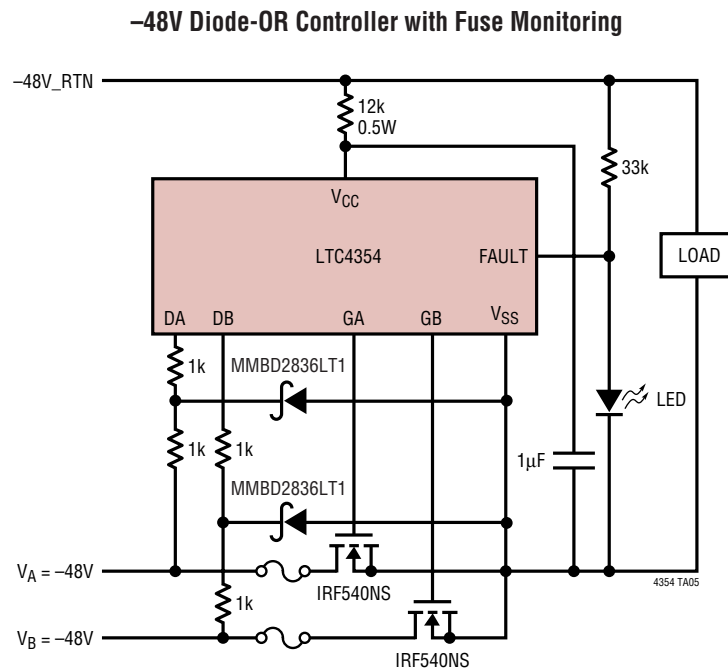 –48V Diode-OR Controller with Fuse Monitoring
–48V_RTN
12k
0.5W
33k
VCC
LTC4354
FAULT
LOAD
DA
DB
GA
GB
VSS
1k
MMBD2836LT1
LED
1k
1k
1µF
MMBD2836LT1
VA = –48V
IRF540NS
4354 TA05
1k
VB = –48V
IRF540NS